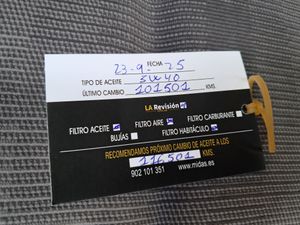 23-9-25 FECHA
TIPO DE ACEITE 5W40
ÚLTIMO CAMBIO 101501 KMS.
LA Revisión
FILTRO ACEITE FILTRO AIRE FILTRO CARBURANTE
BUJÍAS FILTRO HABITÁCULO
RECOMENDAMOS PRÓXIMO CAMBIO DE ACEITE A LOS
116501 KMS.
902 101 351 www.midas.es